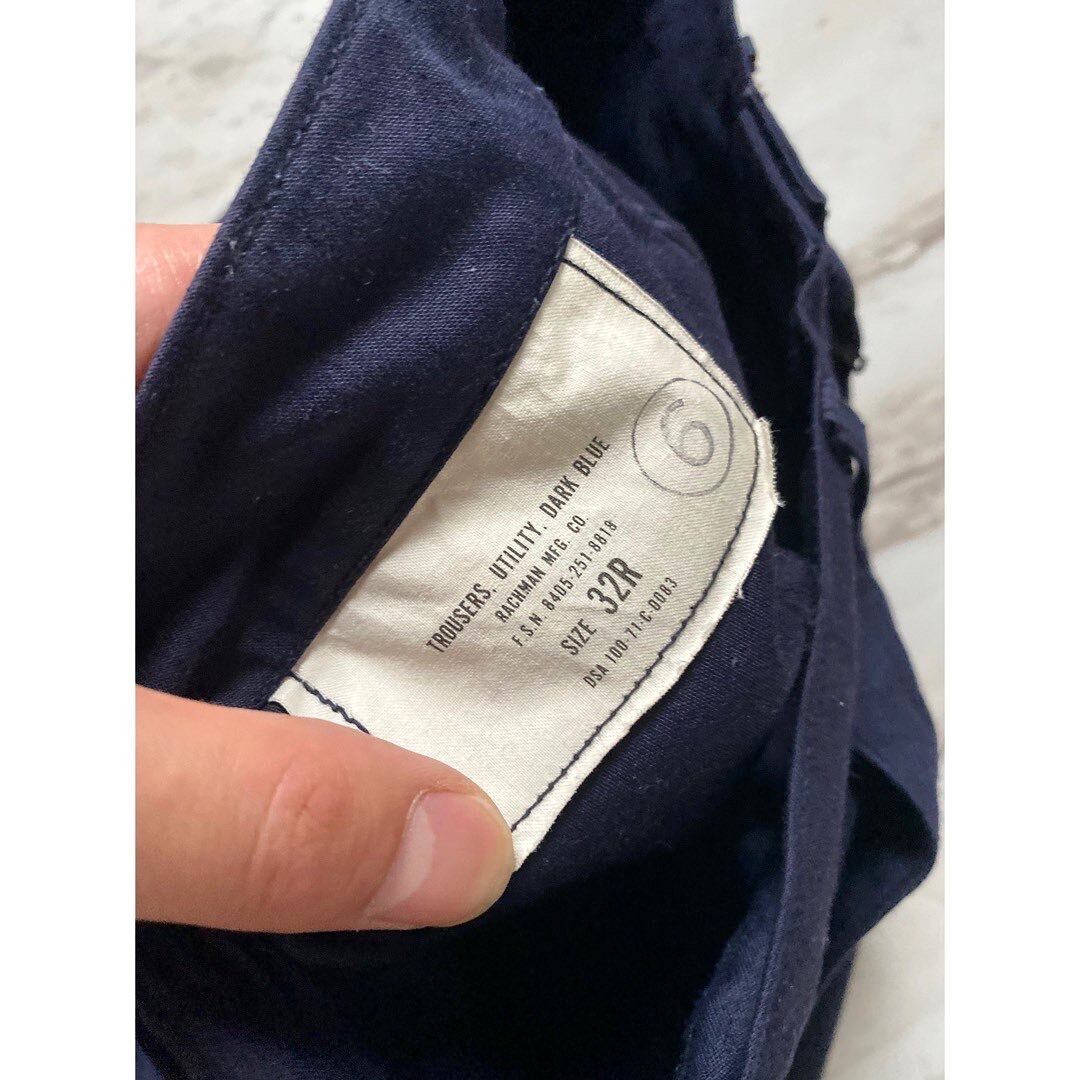 6
TROUSERS, UTILITY, DARK BLUE
RACHMAN MFG. CO.
F.S.N. 8405-251-8818
SIZE 32R
DSA 100-71-C-0083